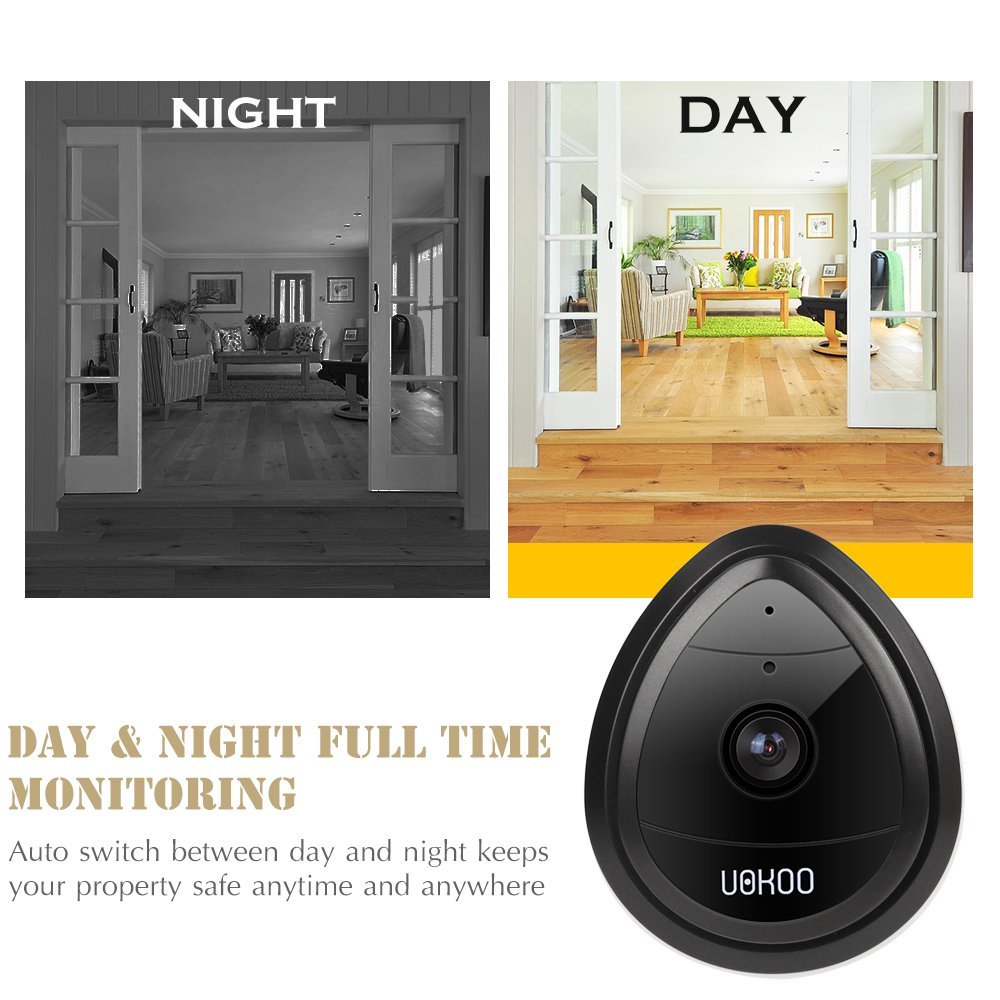 NIGHT
DAY
DAY & NIGHT FULL TIME
MONITORING
Auto switch between day and night keeps
your property safe anytime and anywhere
UOKOO